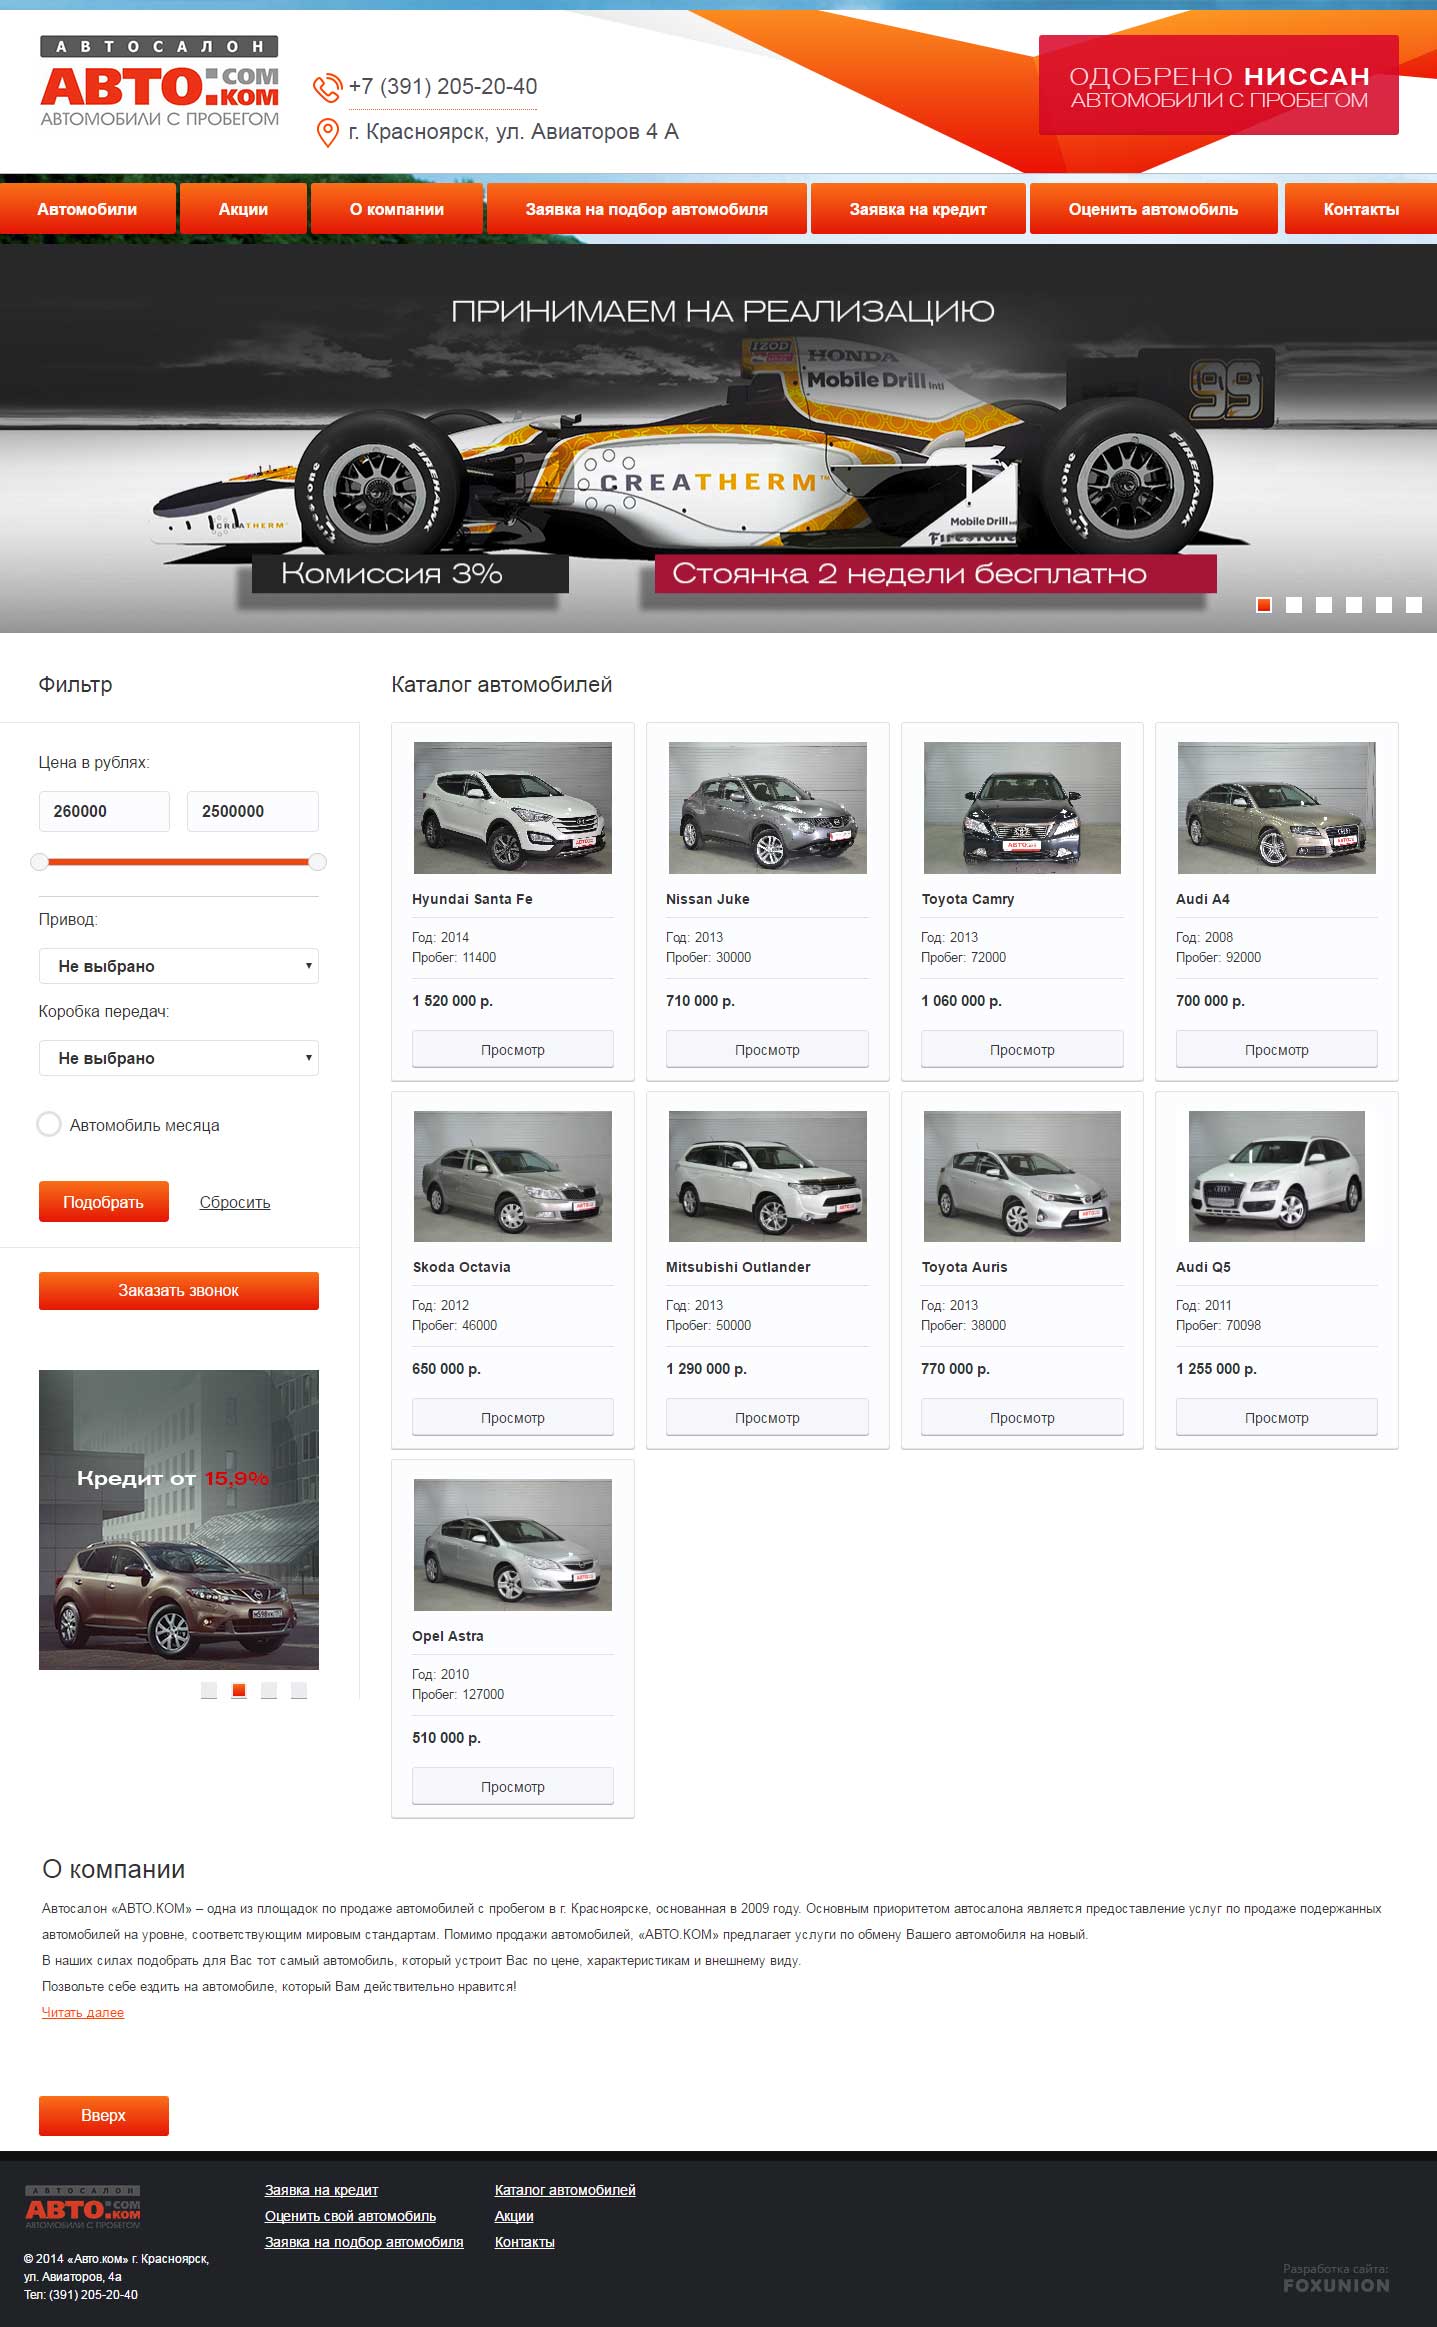 АВТОСАЛОН
АВТО:COM
КОМ
АВТОМОБИЛИ С ПРОБЕГОМ
+7 (391) 205-20-40
г. Красноярск, ул. Авиаторов 4 А
ОДОБРЕНО НИССАН
АВТОМОБИЛИ С ПРОБЕГОМ
Автомобили
Акции
О компании
Заявка на подбор автомобиля
Заявка на кредит
Оценить автомобиль
Контакты
ПРИНИМАЕМ НА РЕАЛИЗАЦИЮ
IZOD
HONDA
Mobile Drill Intl
99
FIREHAWK
Firestone
CREATHERM™
CREATHERM
Mobile Drill Intl
Firestone
FIREHAWK
Firestone
Комиссия 3%
Стоянка 2 недели бесплатно
Фильтр
Цена в рублях:
260000
2500000
Привод:
Не выбрано
Коробка передач:
Не выбрано
Автомобиль месяца
Подобрать
Сбросить
Заказать звонок
Кредит от 15,9%
Каталог автомобилей
Hyundai Santa Fe
Год: 2014
Пробег: 11400
1 520 000 р.
Просмотр
Nissan Juke
Год: 2013
Пробег: 30000
710 000 р.
Просмотр
Toyota Camry
Год: 2013
Пробег: 72000
1 060 000 р.
Просмотр
Audi A4
Год: 2008
Пробег: 92000
700 000 р.
Просмотр
Skoda Octavia
Год: 2012
Пробег: 46000
650 000 р.
Просмотр
Mitsubishi Outlander
Год: 2013
Пробег: 50000
1 290 000 р.
Просмотр
Toyota Auris
Год: 2013
Пробег: 38000
770 000 р.
Просмотр
Audi Q5
Год: 2011
Пробег: 70098
1 255 000 р.
Просмотр
Opel Astra
Год: 2010
Пробег: 127000
510 000 р.
Просмотр
О компании
Автосалон «АВТО.КОМ» – одна из площадок по продаже автомобилей с пробегом в г. Красноярске, основанная в 2009 году. Основным приоритетом автосалона является предоставление услуг по продаже подержанных
автомобилей на уровне, соответствующим мировым стандартам. Помимо продажи автомобилей, «АВТО.КОМ» предлагает услуги по обмену Вашего автомобиля на новый.
В наших силах подобрать для Вас тот самый автомобиль, который устроит Вас по цене, характеристикам и внешнему виду.
Позвольте себе ездить на автомобиле, который Вам действительно нравится!
Читать далее
Вверх
АВТОСАЛОН
АВТО:COM
КОМ
АВТОМОБИЛИ С ПРОБЕГОМ
© 2014 «Авто.ком» г. Красноярск,
ул. Авиаторов, 4а
Тел: (391) 205-20-40
Заявка на кредит
Оценить свой автомобиль
Заявка на подбор автомобиля
Каталог автомобилей
Акции
Контакты
Разработка сайта:
FOXUNION